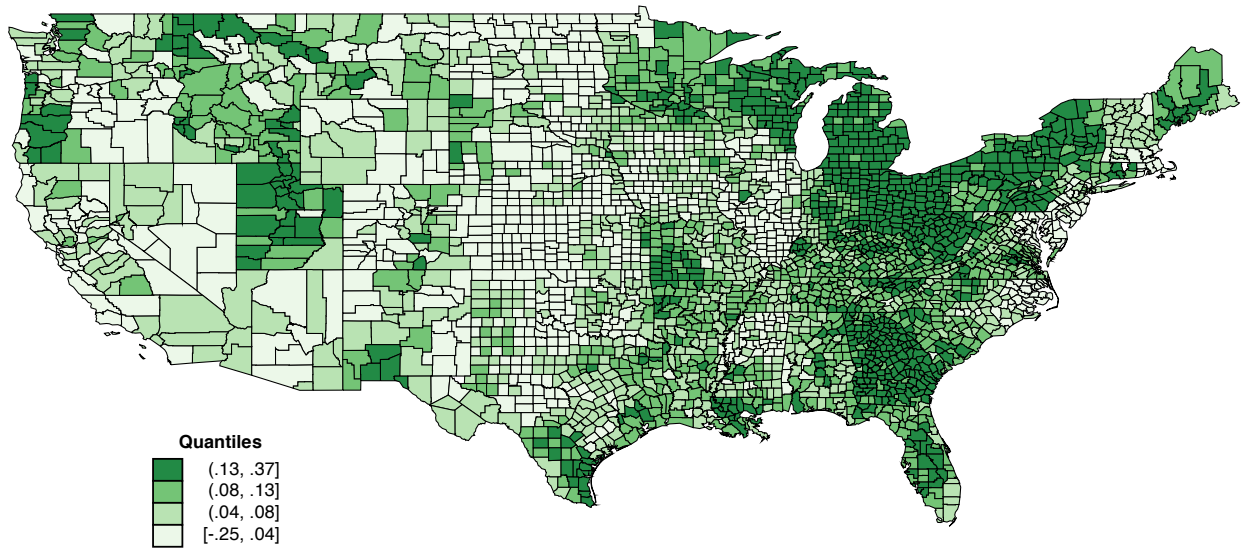 Quantiles
(.13, .37]
(.08, .13]
(.04, .08]
[-.25, .04]